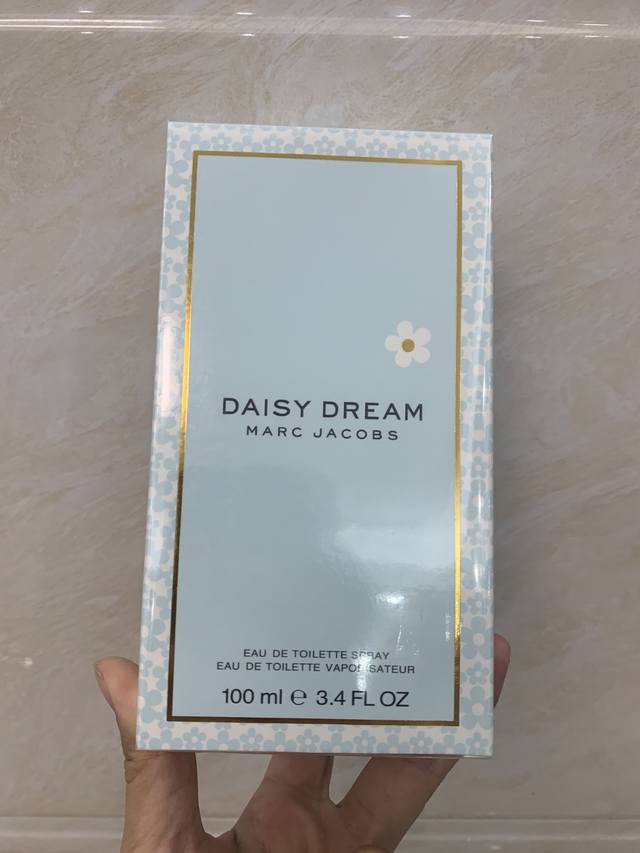 DAISY DREAM
MARC JACOBS
EAU DE TOILETTE SPRAY
EAU DE TOILETTE VAPORISATEUR
100 ml ℮ 3.4 FL OZ